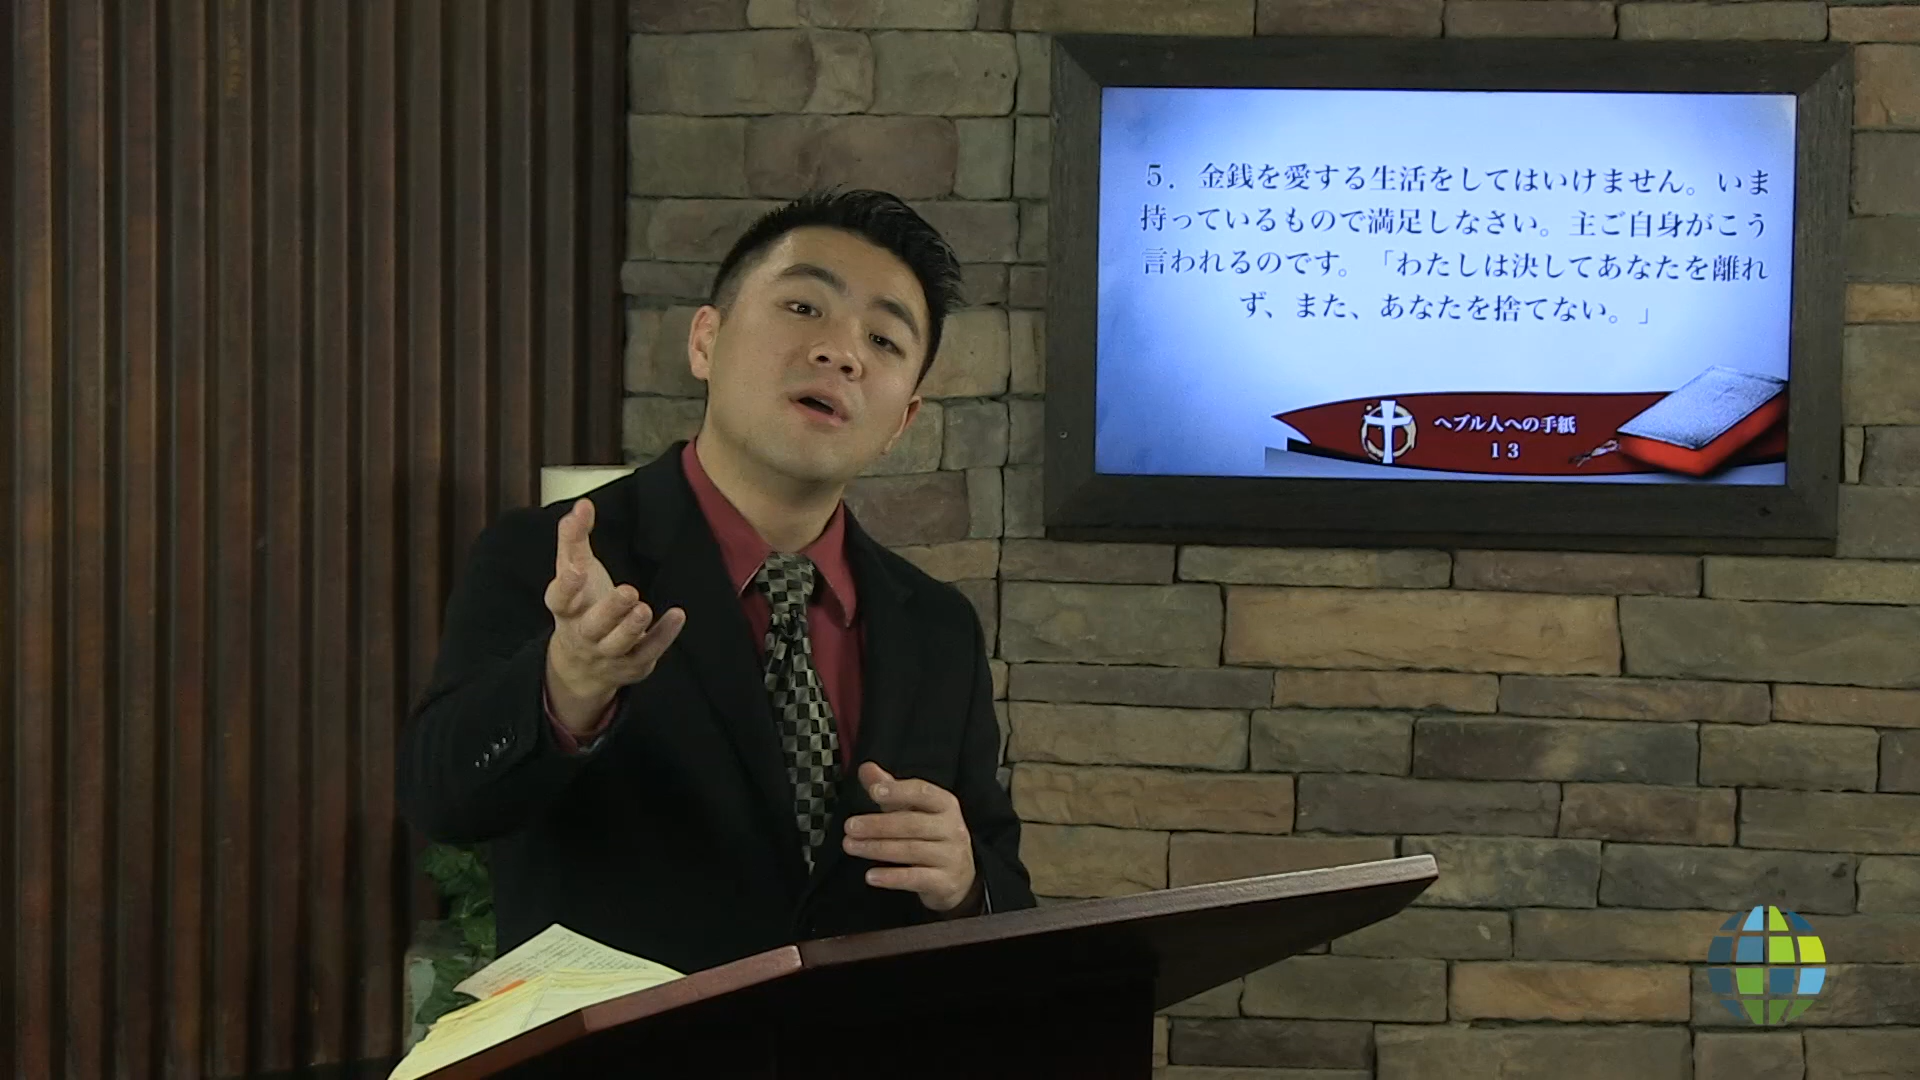 ５．金銭を愛する生活をしてはいけません。いま
持っているもので満足しなさい。主ご自身がこう
言われるのです。「わたしは決してあなたを離れ
ず、また、あなたを捨てない。」
ヘブル人への手紙
１３